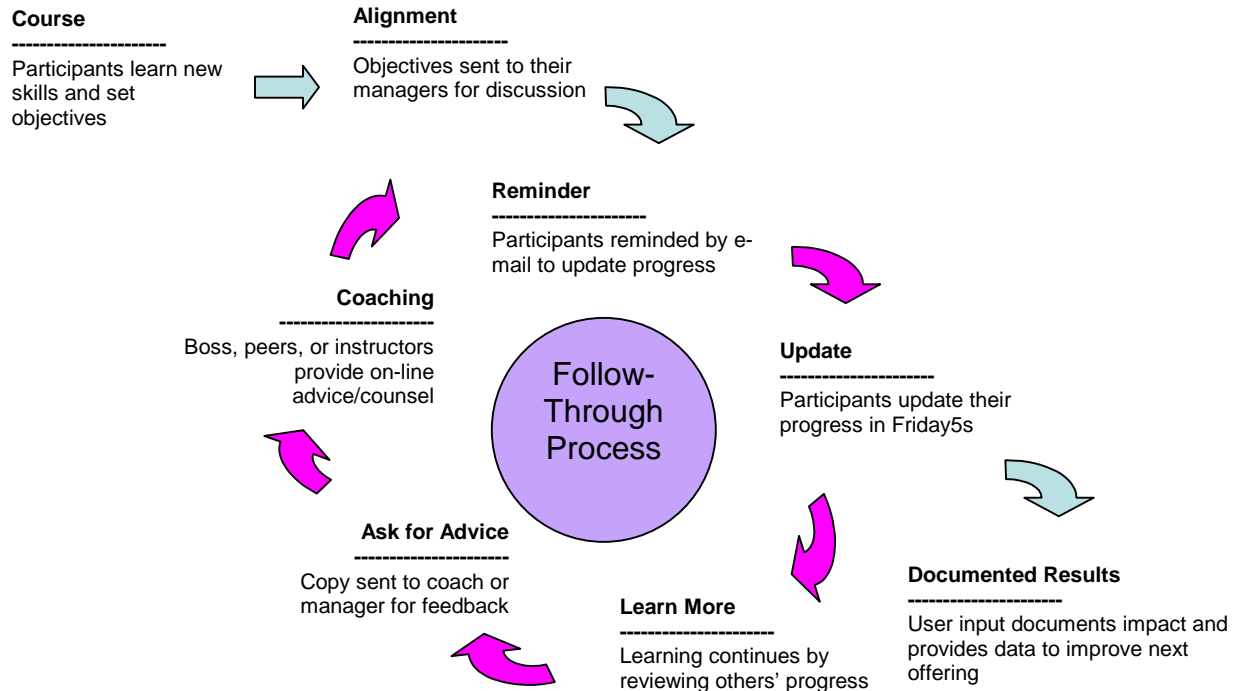 Course
----------------------
Participants learn new
skills and set
objectives
Alignment
----------------------
Objectives sent to their
managers for discussion
Reminder
----------------------
Participants reminded by e-
mail to update progress
Update
----------------------
Participants update their
progress in Friday5s
Documented Results
----------------------
User input documents impact and
provides data to improve next
offering
Learn More
----------------------
Learning continues by
reviewing others' progress
Ask for Advice
----------------------
Copy sent to coach or
manager for feedback
Coaching
----------------------
Boss, peers, or instructors
provide on-line
advice/counsel
Follow-
Through
Process